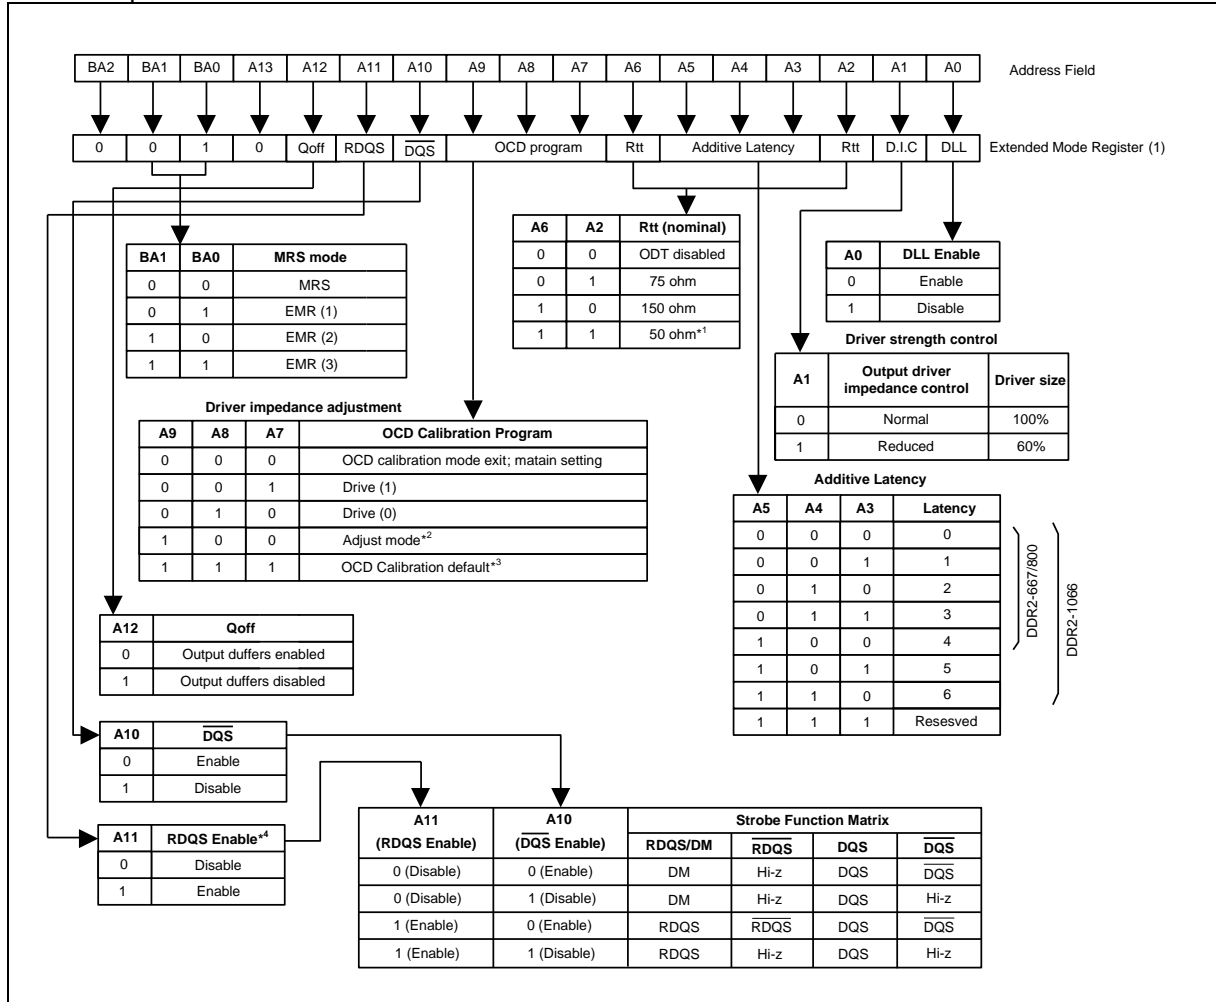 BA2 BA1 BA0 A13 A12 A11 A10 A9 A8 A7 A6 A5 A4 A3 A2 A1 A0 Address Field
0 0 1 0 Qoff RDQS DQS OCD program Rtt Additive Latency Rtt D.I.C DLL Extended Mode Register (1)
BA1 BA0 MRS mode
0 0 MRS
0 1 EMR (1)
1 0 EMR (2)
1 1 EMR (3)
A6 A2 Rtt (nominal)
0 0 ODT disabled
0 1 75 ohm
1 0 150 ohm
1 1 50 ohm*1
A0 DLL Enable
0 Enable
1 Disable
Driver strength control
A1 Output driver impedance control Driver size
0 Normal 100%
1 Reduced 60%
Driver impedance adjustment
A9 A8 A7 OCD Calibration Program
0 0 0 OCD calibration mode exit; matain setting
0 0 1 Drive (1)
0 1 0 Drive (0)
1 0 0 Adjust mode*2
1 1 1 OCD Calibration default*3
Additive Latency
A5 A4 A3 Latency
0 0 0 0
0 0 1 1
0 1 0 2
0 1 1 3
1 0 0 4
1 0 1 5
1 1 0 6
1 1 1 Resesved
DDR2-667/800
DDR2-1066
A12 Qoff
0 Output duffers enabled
1 Output duffers disabled
A10 DQS
0 Enable
1 Disable
A11 RDQS Enable*4
0 Disable
1 Enable
A11 (RDQS Enable) A10 (DQS Enable) Strobe Function Matrix
RDQS/DM RDQS DQS DQS
0 (Disable) 0 (Enable) DM Hi-z DQS DQS
0 (Disable) 1 (Disable) DM Hi-z DQS Hi-z
1 (Enable) 0 (Enable) RDQS RDQS DQS DQS
1 (Enable) 1 (Disable) RDQS Hi-z DQS Hi-z